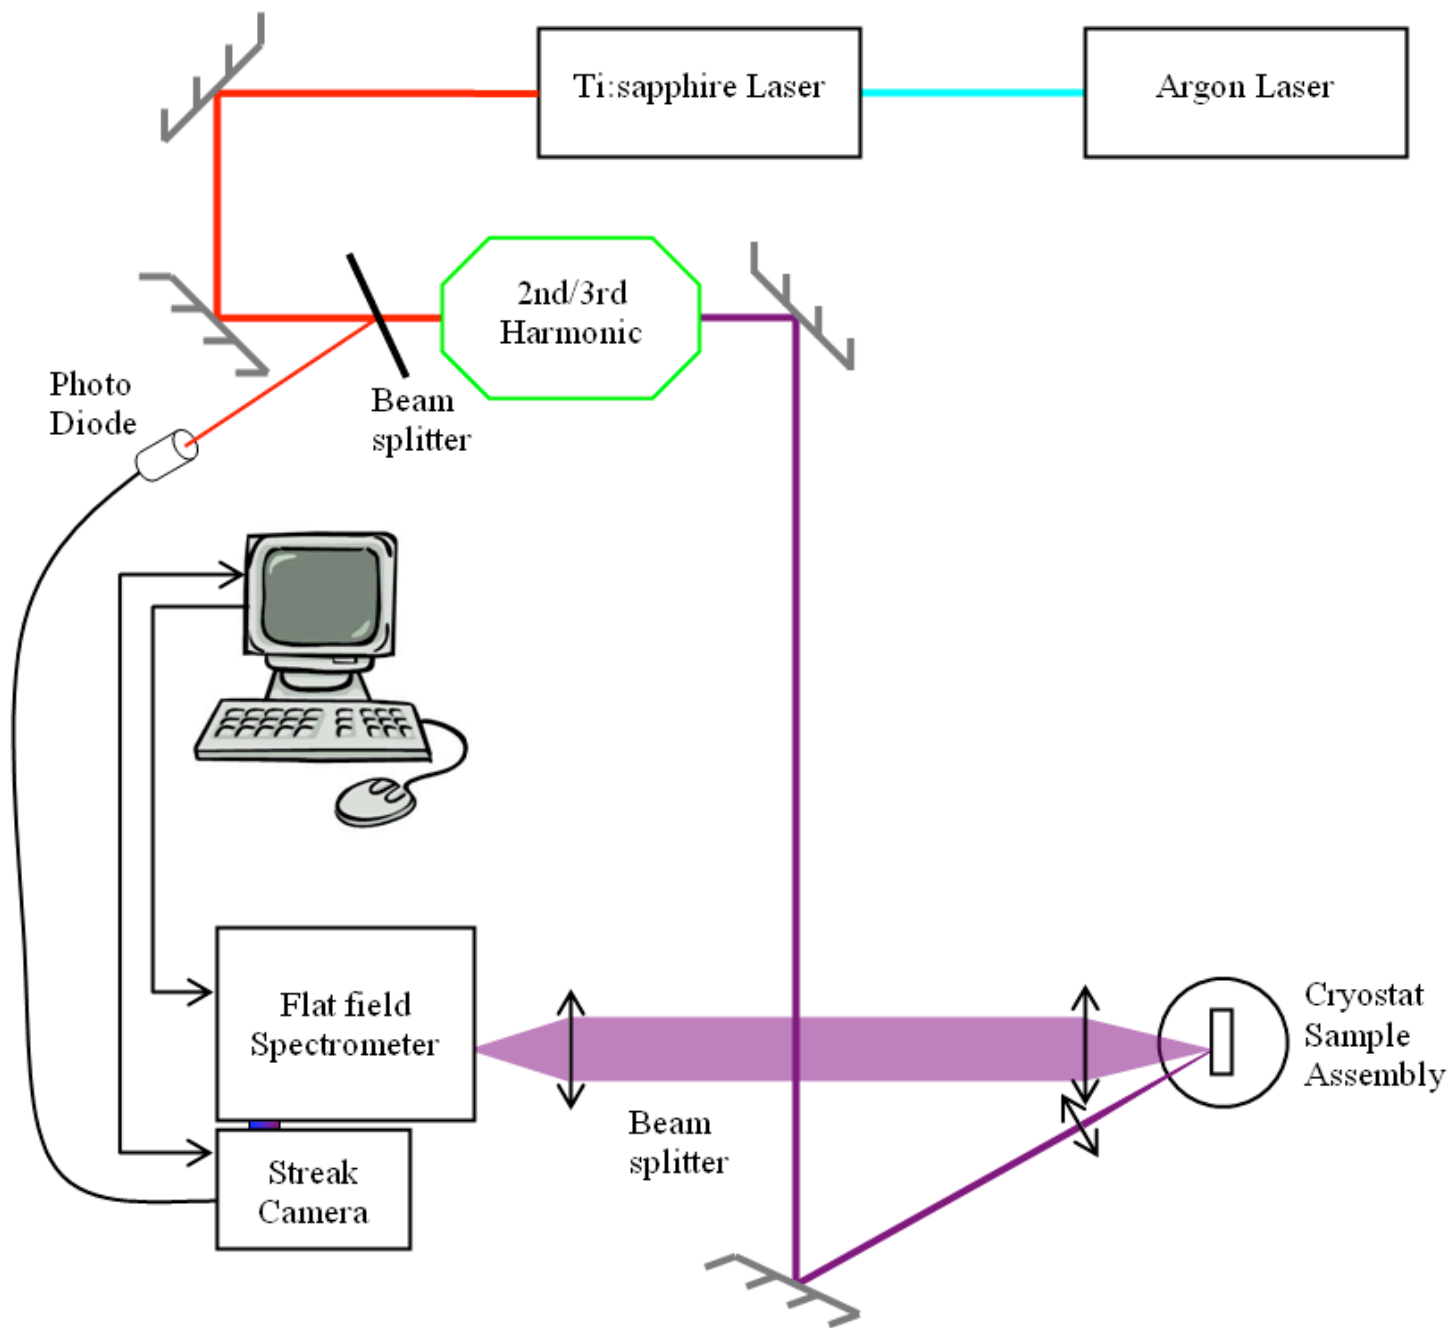 Ti:sapphire Laser
Argon Laser
2nd/3rd
Harmonic
Photo
Diode
Beam
splitter
Flat field
Spectrometer
Cryostat
Sample
Assembly
Beam
splitter
Streak
Camera